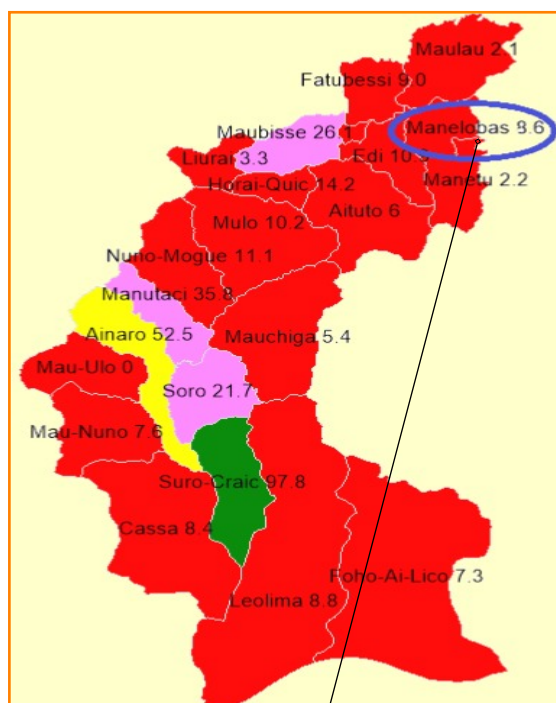 Maulau 2.1
Fatubessi 9.0
Manelobas 8.6
Maubisse 26.1
Edi 10.3
Liurai 3.3
Manetu 2.2
Horai-Quic 14.2
Aituto 6
Mulo 10.2
Nuno-Mogue 11.1
Manutaci 35.8
Ainaro 52.5
Mauchiga 5.4
Mau-Ulo 0
Soro 21.7
Mau-Nuno 7.6
Suro-Craic 97.8
Cassa 8.4
Foho-Ai-Lico 7.3
Leolima 8.8